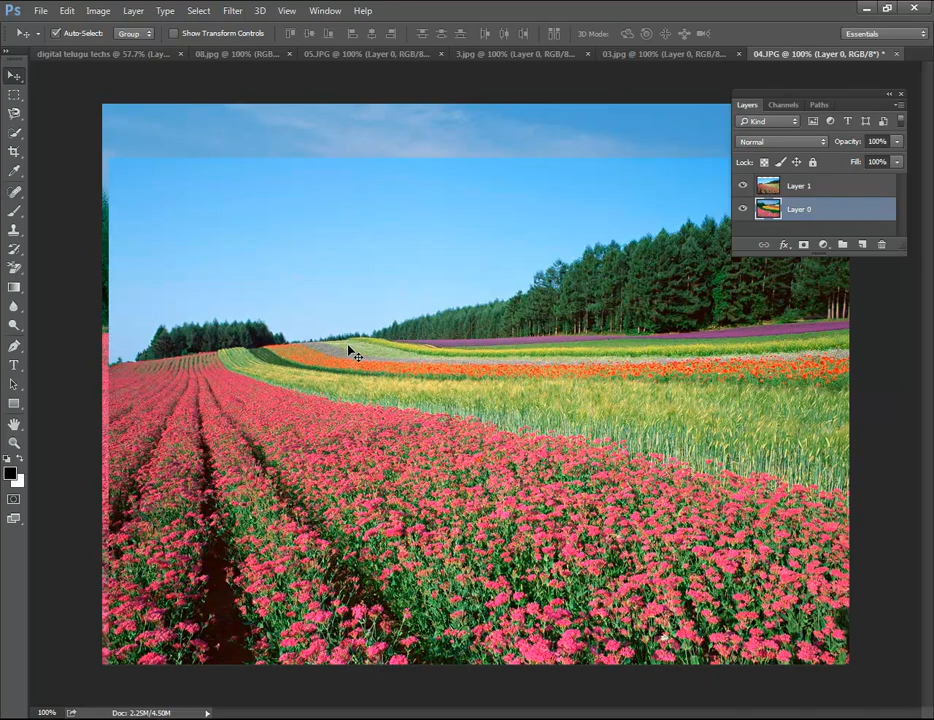 Ps File Edit Image Layer Type Select Filter 3D View Window Help
Auto-Select: Group Show Transform Controls 3D Mode: Essentials
digital telugu techs @ 57.7% (Lay... × 08.jpg @ 100% (RGB... × 05.JPG @ 100% (Layer 0, RGB/8... × 3.jpg @ 100% (Layer 0, RGB/8... × 03.jpg @ 100% (Layer 0, RGB/8... × 04.JPG @ 100% (Layer 0, RGB/8*) * ×
Layers Channels Paths
Kind
Normal Opacity: 100%
Lock: Fill: 100%
Layer 1
Layer 0
fx
100% Doc: 2.25M/4.50M